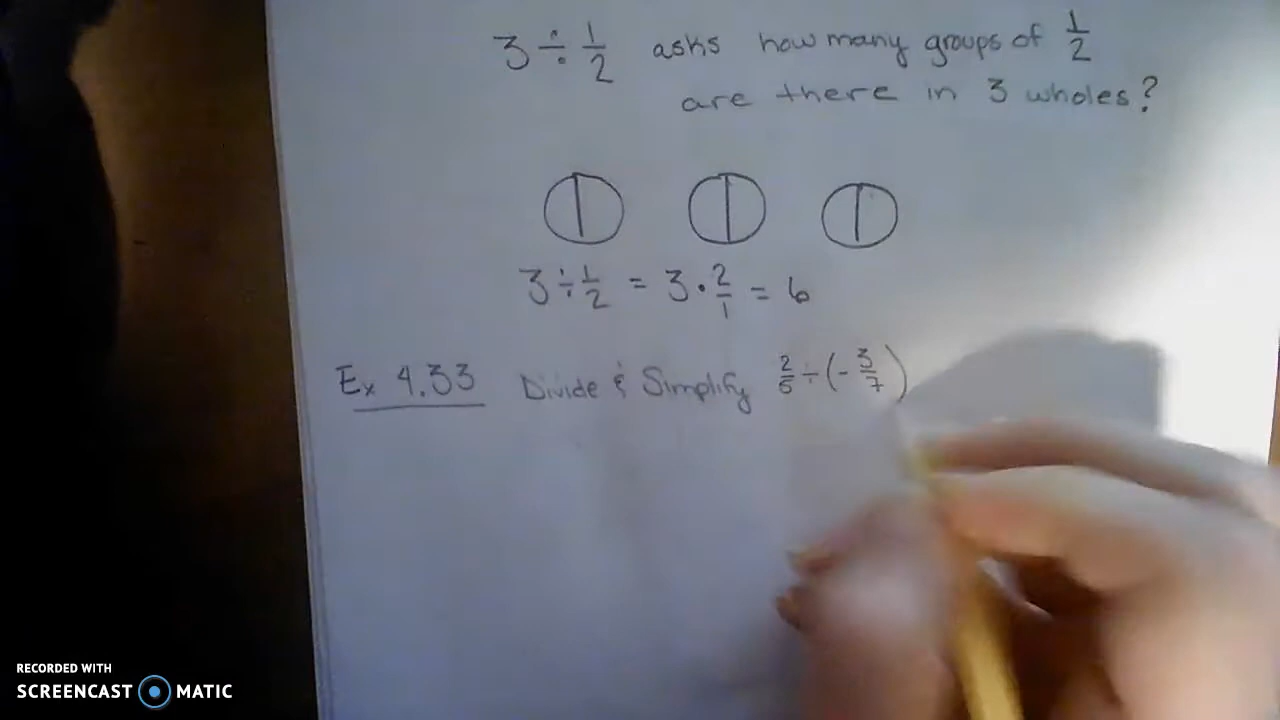 3 ÷ 1/2 asks how many groups of 1/2
are there in 3 wholes?
3 ÷ 1/2 = 3 · 2/1 = 6
Ex 4.33 Divide & Simplify 2/5 ÷ (- 3/7)
RECORDED WITH
SCREENCAST MATIC